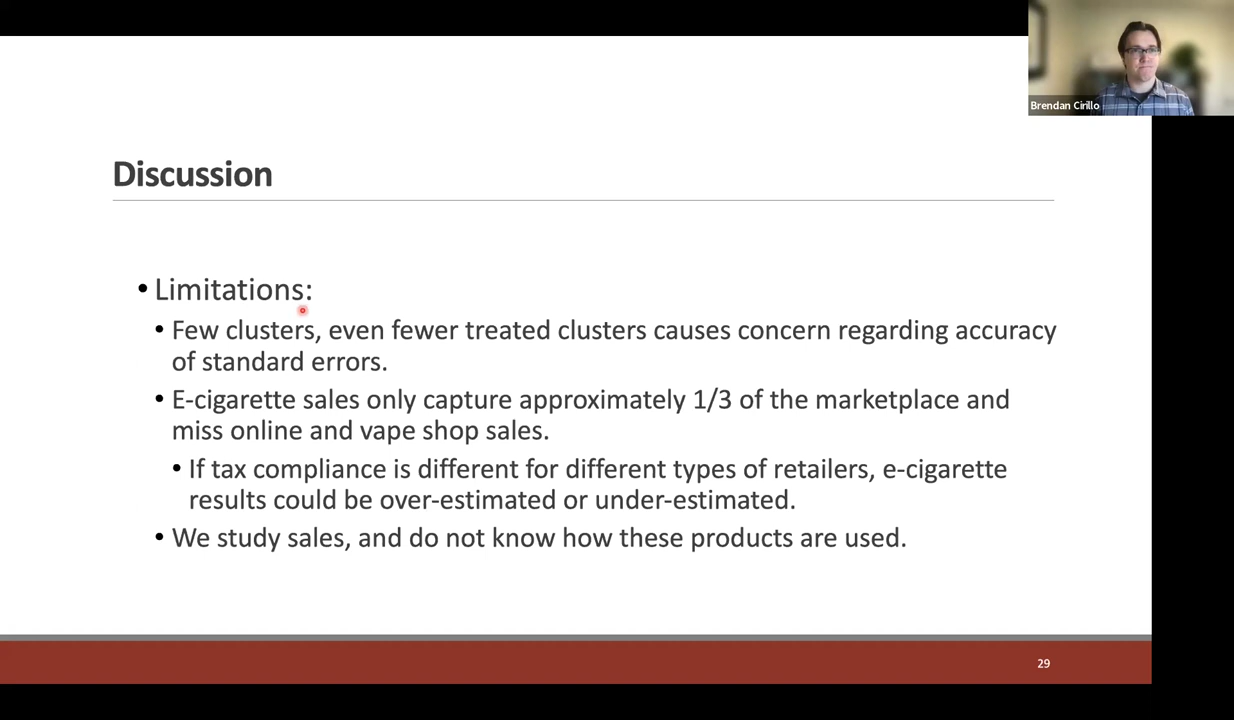 Brendan Cirillo
Discussion
• Limitations:
• Few clusters, even fewer treated clusters causes concern regarding accuracy
of standard errors.
• E-cigarette sales only capture approximately 1/3 of the marketplace and
miss online and vape shop sales.
• If tax compliance is different for different types of retailers, e-cigarette
results could be over-estimated or under-estimated.
• We study sales, and do not know how these products are used.
29